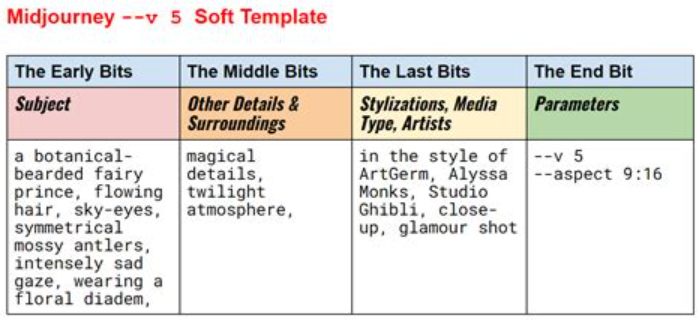 Midjourney --v 5 Soft Template
The Early Bits
The Middle Bits
The Last Bits
The End Bit
Subject
Other Details &
Surroundings
Stylizations, Media
Type, Artists
Parameters
a botanical-
bearded fairy
prince, flowing
hair, sky-eyes,
symmetrical
mossy antlers,
intensely sad
gaze, wearing a
floral diadem,
magical
details,
twilight
atmosphere,
in the style of
ArtGerm, Alyssa
Monks, Studio
Ghibli, close-
up, glamour shot
--v 5
--aspect 9:16